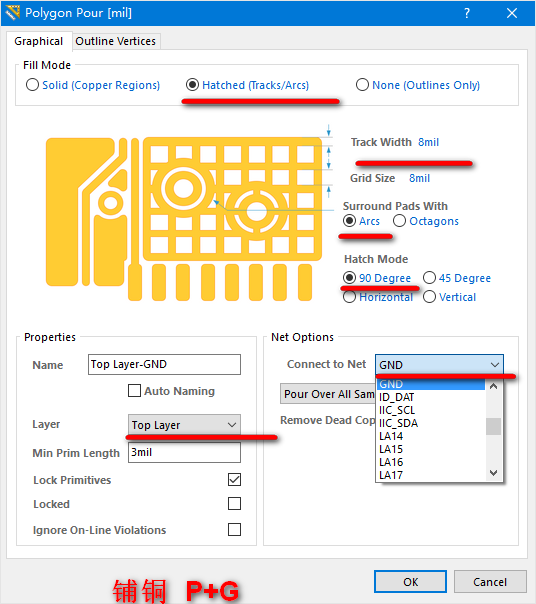 Polygon Pour [mil]
Graphical
Outline Vertices
Fill Mode
Solid (Copper Regions)
Hatched (Tracks/Arcs)
None (Outlines Only)
Track Width 8mil
Grid Size 8mil
Surround Pads With
Arcs
Octagons
Hatch Mode
90 Degree
45 Degree
Horizontal
Vertical
Properties
Name Top Layer-GND
Auto Naming
Layer Top Layer
Min Prim Length 3mil
Lock Primitives
Locked
Ignore On-Line Violations
Net Options
Connect to Net GND
GND
ID_DAT
IIC_SCL
IIC_SDA
LA14
LA15
LA16
LA17
Pour Over All Sam
Remove Dead Cop
铺铜 P+G
OK
Cancel